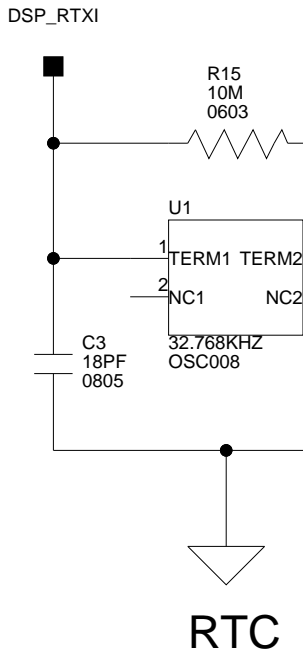 DSP_RTXI
R15
10M
0603
U1
1
TERM1 TERM2
2
NC1 NC2
32.768KHZ
OSC008
C3
18PF
0805
RTC